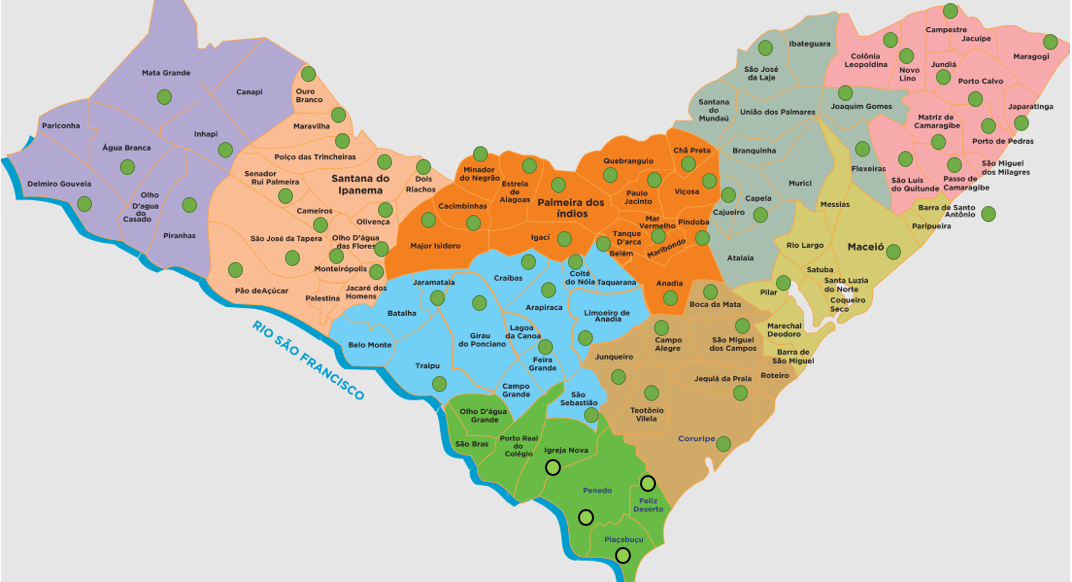 Campestre
Jacuípe
Ibateguara
Colônia
Leopoldina
Maragogi
Jundiá
Novo
Lino
São José
da Laje
Mata Grande
Porto Calvo
Canapi
Ouro
Branco
Santana
do
Mundaú
União dos Palmares
Joaquim Gomes
Japaratinga
Matriz de
Camaragibe
Pariconha
Maravilha
Inhapi
Porto de Pedras
Água Branca
Poiço das Trincheiras
Chã Preta
Branquinha
Quebrangulo
Flexeiras
São Miguel
dos Milagres
Minador
do Negrão
Senador
Rui Palmeira
Santana do
Ipanema
Dois
Riachos
Delmiro Gouveia
Estrela
de
Alagoas
Paulo
Jacinto
Viçosa
Murici
São Luís
do Quitunde
Passo de
Camaragibe
Olho
D'agua
do
Casado
Cacimbinhas
Palmeira dos
índios
Capela
Messias
Cajueiro
Barra de Santo
Antônio
Cameiros
Olivença
Mar
Vermelho
Pindoba
Paripueira
Piranhas
São José da Tapera
Olho D'água
das Flores
Major Isidoro
Igaci
Tanque
D'arca
Belém
Maribondo
Rio Largo
Maceió
Atalaia
Monteirópolis
Satuba
Pão deAçúcar
Palestina
Jacaré dos
Homens
Jaramataia
Craíbas
Coité
do Nóia
Taquarana
Anadia
Pilar
Santa Luzia
do Norte
Coqueiro
Seco
Boca da Mata
Batalha
Arapiraca
Limoeiro de
Anadia
Lagoa
da Canoa
Marechal
Deodoro
RIO SÃO FRANCISCO
Belo Monte
Girau
do Ponciano
Campo
Alegre
São Miguel
dos Campos
Barra de
São Miguel
Junqueiro
Traipu
Feira
Grande
Jequiá da Praia
Roteiro
Campo
Grande
São
Sebastião
Teotônio
Vilela
Olho D'água
Grande
Coruripe
São Bras
Porto Real
do
Colégio
Igreja Nova
Penedo
Feliz
Deserto
Piaçabuçu